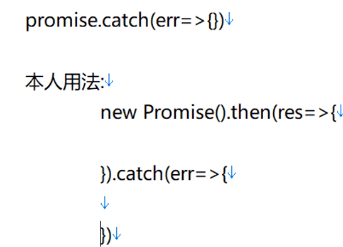 promise.catch(err=>{})↓
本人用法:↓
new Promise().then(res=>{↓
}).catch(err=>{↓
↓
})↓